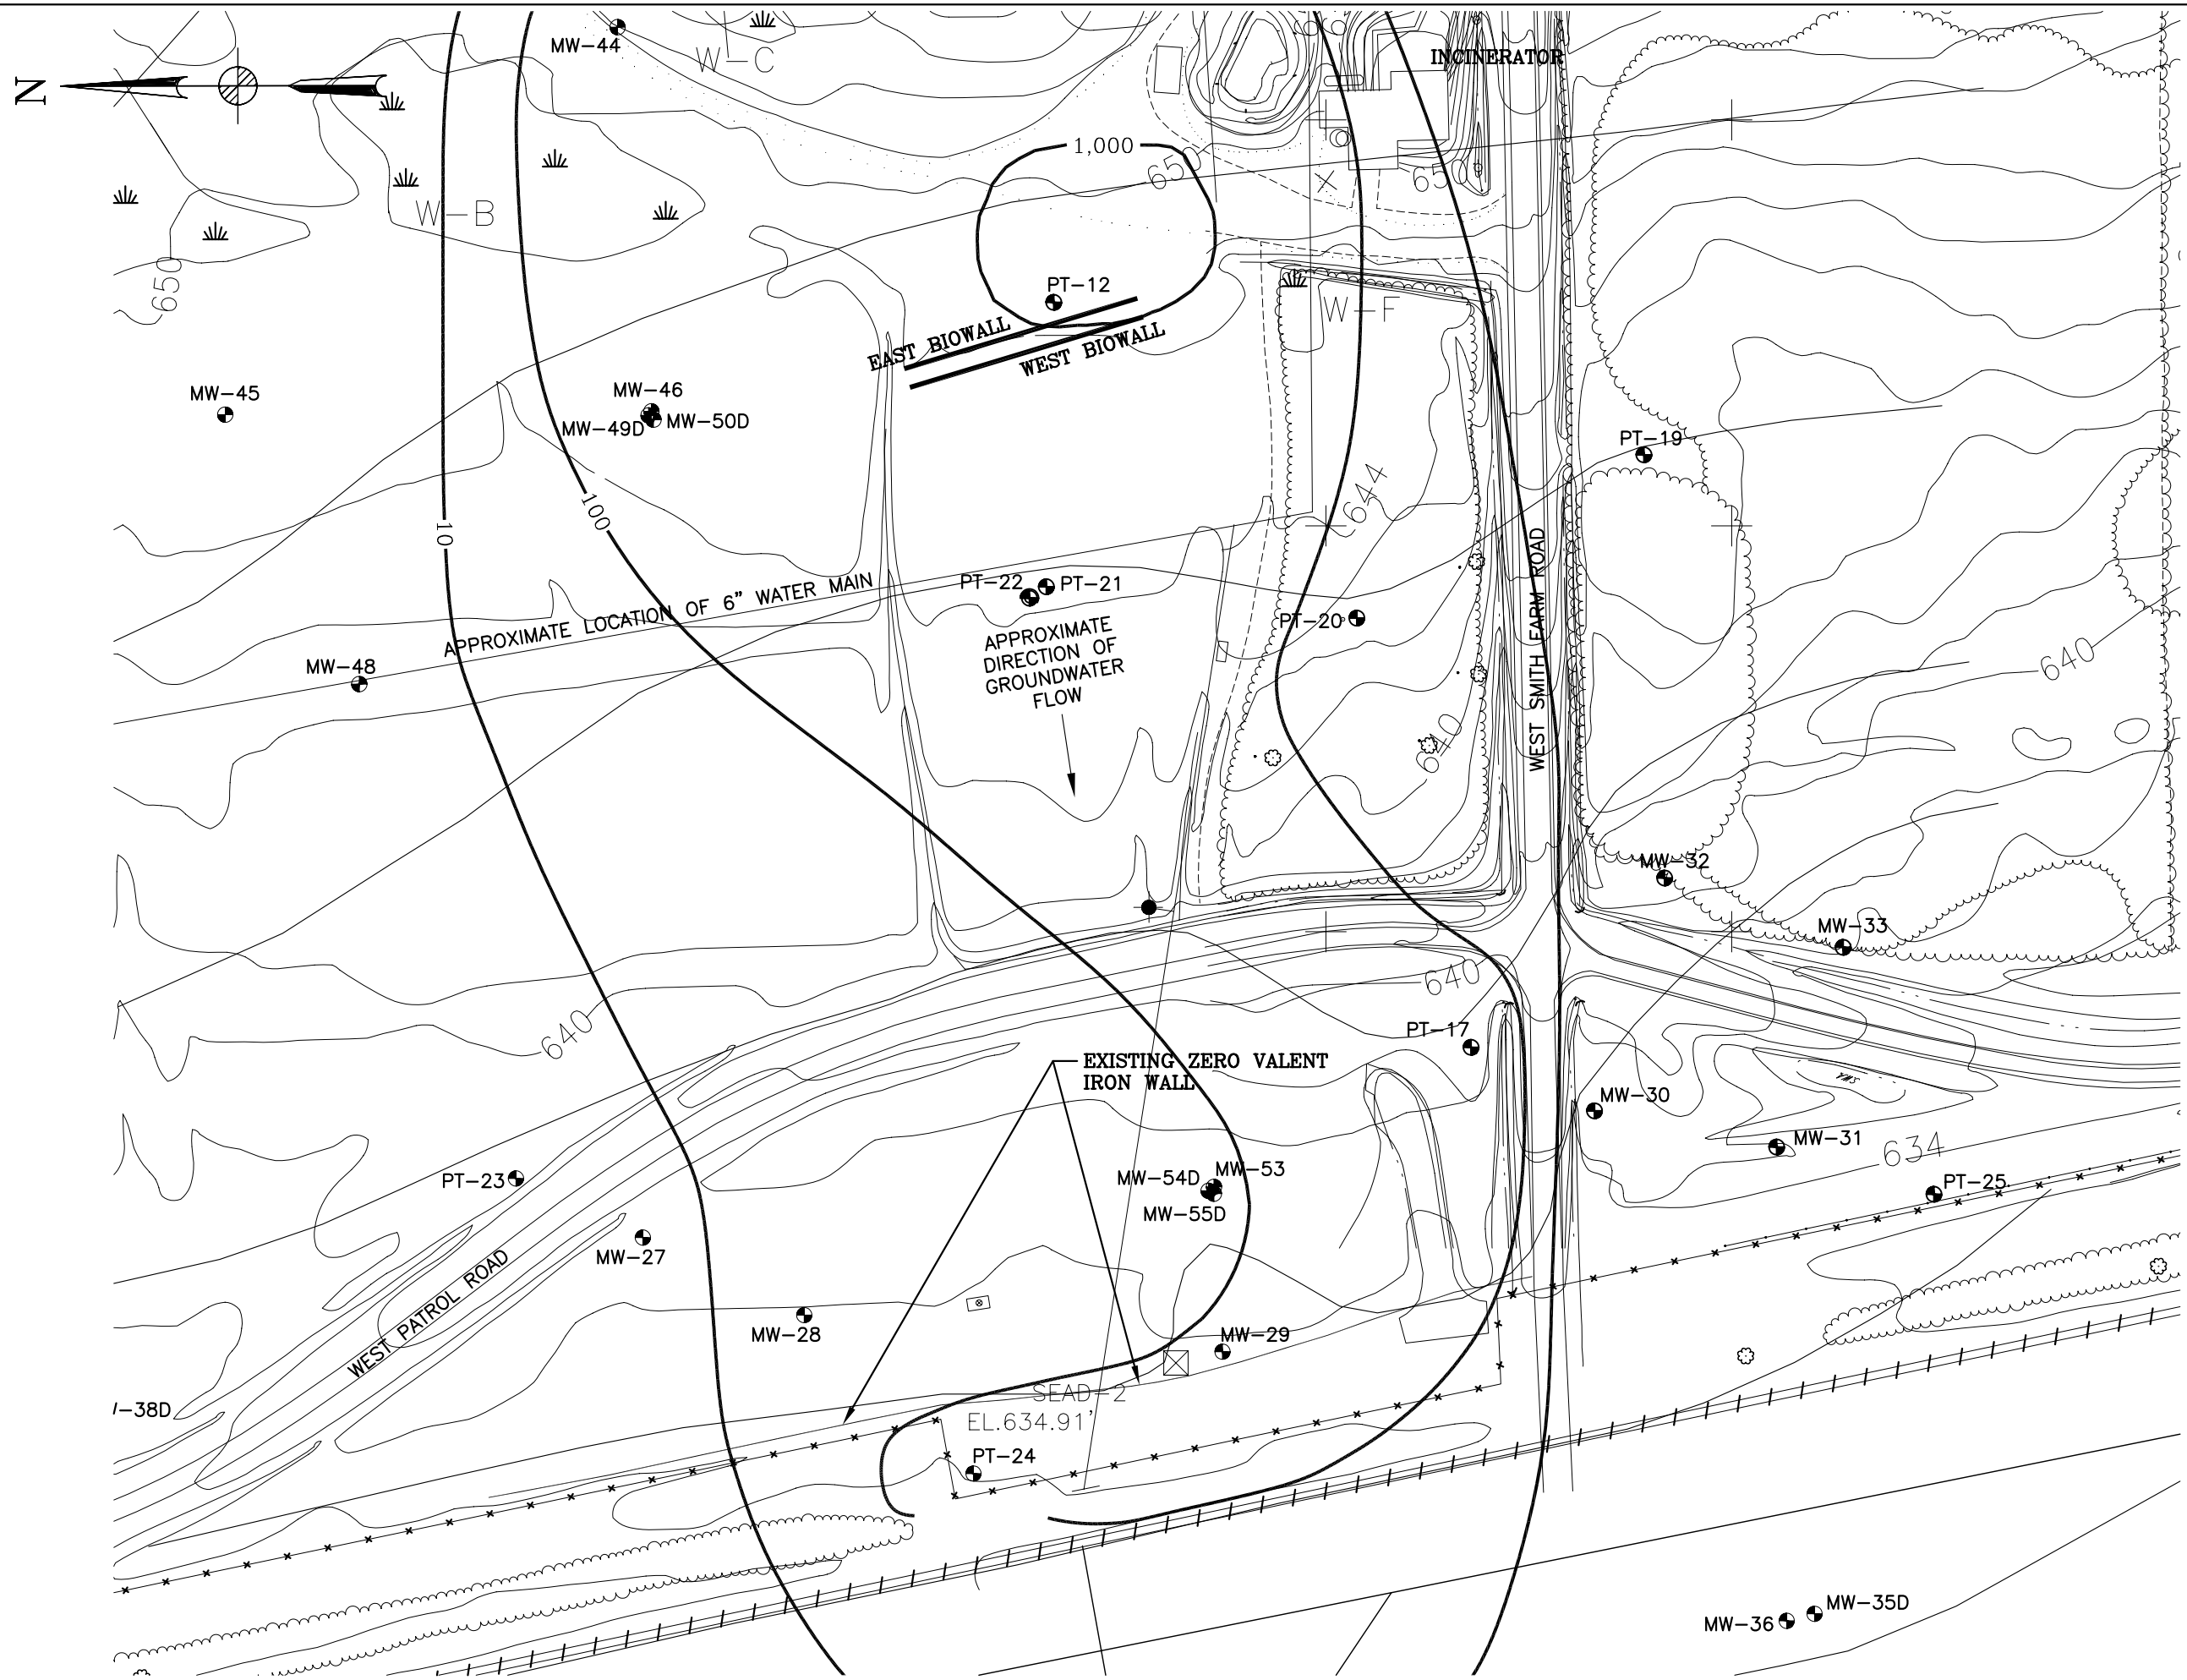 N
MW-44
W-C
66
INCINERATOR
1,000
650
650
W-B
650
PT-12
W-F
EAST BIOWALL
WEST BIOWALL
MW-45
MW-46
MW-49D
MW-50D
PT-19
644
10
100
WEST SMITH FARM ROAD
APPROXIMATE LOCATION OF 6" WATER MAIN
PT-22
PT-21
PT-20
APPROXIMATE
DIRECTION OF
GROUNDWATER
FLOW
MW-48
640
640
MW-32
MW-33
640
640
PT-17
EXISTING ZERO VALENT
IRON WALL
MW-30
MW-31
634
PT-23
MW-54D
MW-53
MW-55D
PT-25
MW-27
WEST PATROL ROAD
MW-28
MW-29
SEAD-2
EL.634.91'
-38D
PT-24
MW-36
MW-35D